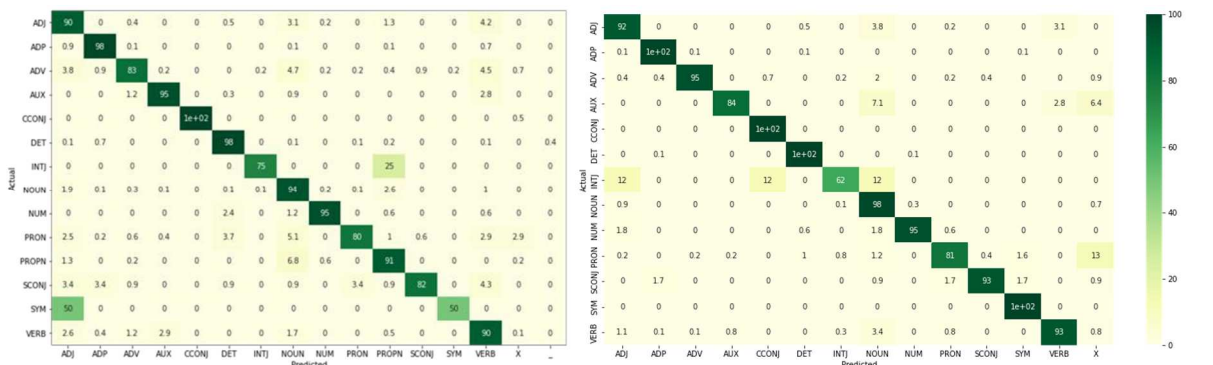 ADJ 90 0 0.4 0 0 0.5 0 3.1 0.2 0 1.3 0 0 4.2 0 0
ADP 0.9 98 0.1 0 0 0 0 0.1 0 0 0.1 0 0 0.7 0 0
ADV 3.8 0.9 83 0.2 0 0 0.2 4.7 0.2 0.2 0.4 0.9 0.2 4.5 0.7 0
AUX 0 0 1.2 95 0 0.3 0 0.9 0 0 0 0 0 2.8 0 0
CCONJ 0 0 0 0 1e+02 0 0 0 0 0 0 0 0 0 0.5 0
DET 0.1 0.7 0 0 0 98 0 0.1 0 0.1 0.2 0 0 0.1 0 0.4
INTJ 0 0 0 0 0 0 75 0 0 0 25 0 0 0 0 0
NOUN 1.9 0.1 0.3 0.1 0 0.1 0.1 94 0.2 0.1 2.6 0 0 1 0 0
NUM 0 0 0 0 0 2.4 0 1.2 95 0 0.6 0 0 0.6 0 0
PRON 2.5 0.2 0.6 0.4 0 3.7 0 5.1 0 80 1 0.6 0 2.9 2.9 0
PROPN 1.3 0 0.2 0 0 0 0 6.8 0.6 0 91 0 0 0 0.2 0
SCONJ 3.4 3.4 0.9 0 0 0.9 0 0.9 0 3.4 0.9 82 0 4.3 0 0
SYM 50 0 0 0 0 0 0 0 0 0 0 0 50 0 0 0
VERB 2.6 0.4 1.2 2.9 0 0 0 1.7 0 0 0.5 0 0 90 0.1 0
ADJ ADP ADV AUX CCONJ DET INTJ NOUN NUM PRON PROPN SCONJ SYM VERB X _
Actual
Predicted
ADJ 92 0 0 0 0 0.5 0 3.8 0 0.2 0 0 3.1 0
ADP 0.1 1e+02 0.1 0 0 0.1 0 0 0 0 0 0.1 0 0
ADV 0.4 0.4 95 0 0.7 0 0.2 2 0 0.2 0.4 0 0 0.9
AUX 0 0 0 84 0 0 0 7.1 0 0 0 0 2.8 6.4
CCONJ 0 0 0 0 1e+02 0 0 0 0 0 0 0 0 0
DET 0 0.1 0 0 0 1e+02 0 0 0.1 0 0 0 0 0
INTJ 12 0 0 0 12 0 62 12 0 0 0 0 0 0
NOUN 0.9 0 0 0 0 0 0.1 98 0.3 0 0 0 0 0.7
NUM 1.8 0 0 0 0 0.6 0 1.8 95 0.6 0 0 0 0
PRON 0.2 0 0.2 0.2 0 1 0.8 1.2 0 81 0.4 1.6 0 13
SCONJ 0 1.7 0 0 0 0 0 0.9 0 1.7 93 1.7 0 0.9
SYM 0 0 0 0 0 0 0 0 0 0 0 1e+02 0 0
VERB 1.1 0.1 0.1 0.8 0 0 0.3 3.4 0 0.8 0 0 93 0.8
ADJ ADP ADV AUX CCONJ DET INTJ NOUN NUM PRON SCONJ SYM VERB X
Actual
Predicted
100
80
60
40
20
0